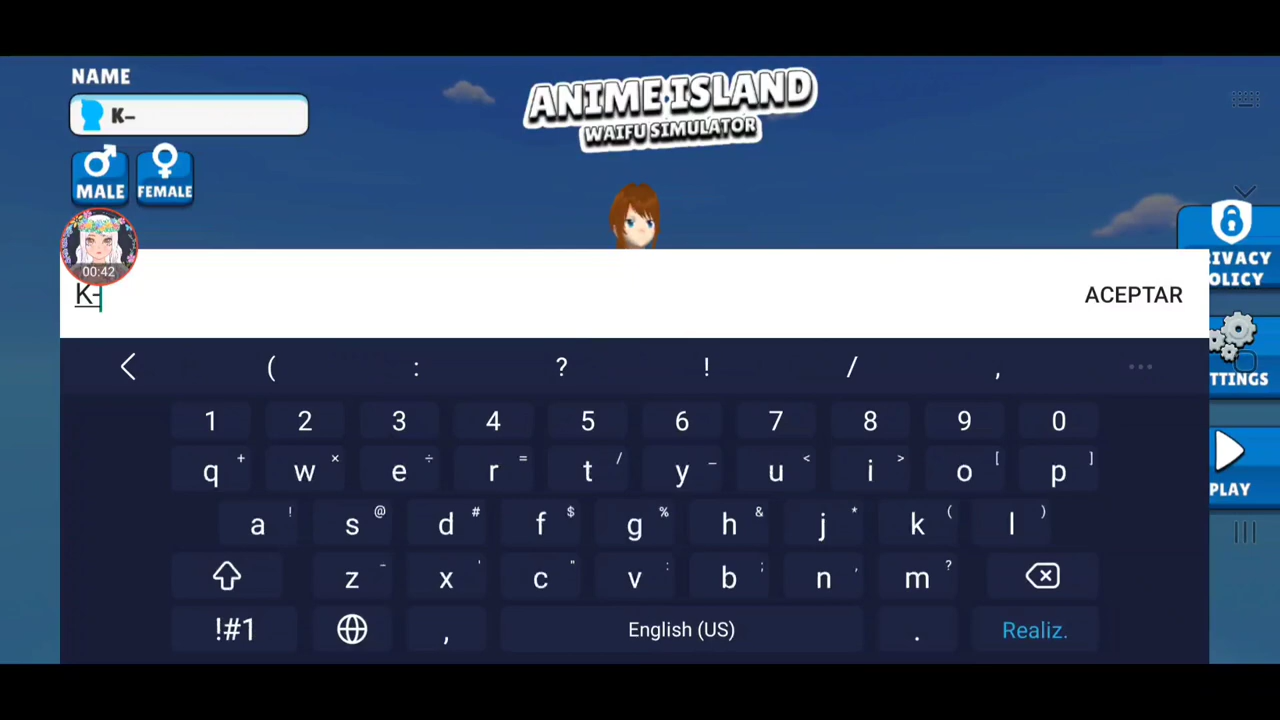 NAME
K-
MALE
FEMALE
ANIME ISLAND
WAIFU SIMULATOR
00:42
K-
ACEPTAR
RIVACY
OLICY
TTINGS
PLAY
( : ? ! / , ...
1 2 3 4 5 6 7 8 9 0
q + w × e ÷ r = t / y _ u < i > o [ p ]
a ! s @ d # f $ g % h & j * k ( l )
z - x ' c " v : b ; n , m ?
!#1 , English (US) . Realiz.